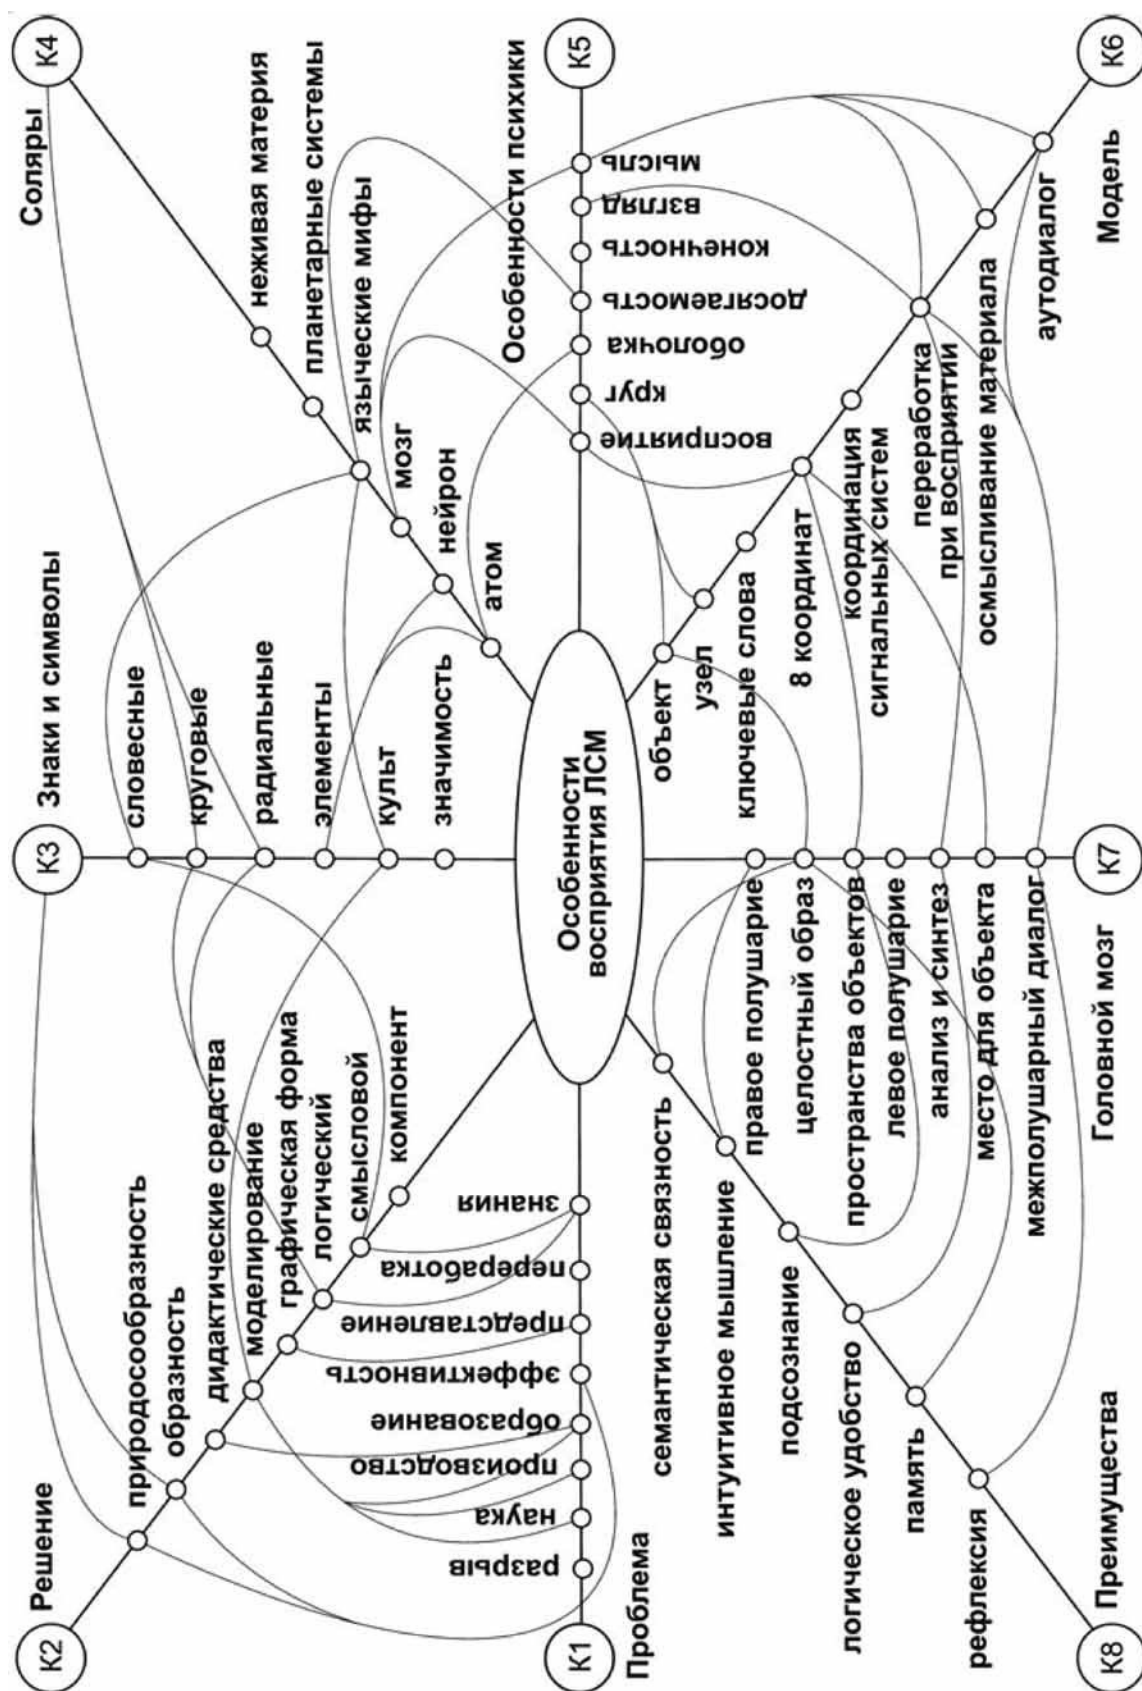 К1
Проблема
разрыв
наука
производство
образование
эффективность
представление
переработка
знания
К2
Решение
природосообразность
образность
дидактические средства
моделирование
графическая форма
логический
смысловой
компонент
К3
Знаки и символы
словесные
круговые
радиальные
элементы
культ
значимость
К4
Соляры
неживая материя
планетарные системы
языческие мифы
мозг
нейрон
атом
К5
Особенности психики
мысль
взгляд
конечность
досягаемость
оболочка
круг
восприятие
Особенности
восприятия ЛСМ
К6
Модель
объект
узел
ключевые слова
8 координат
координация
сигнальных систем
переработка
при восприятии
осмысливание материала
аутодиалог
К7
Головной мозг
правое полушарие
целостный образ
пространства объектов
левое полушарие
анализ и синтез
место для объекта
межполушарный диалог
К8
Преимущества
семантическая связность
интуитивное мышление
подсознание
логическое удобство
память
рефлексия